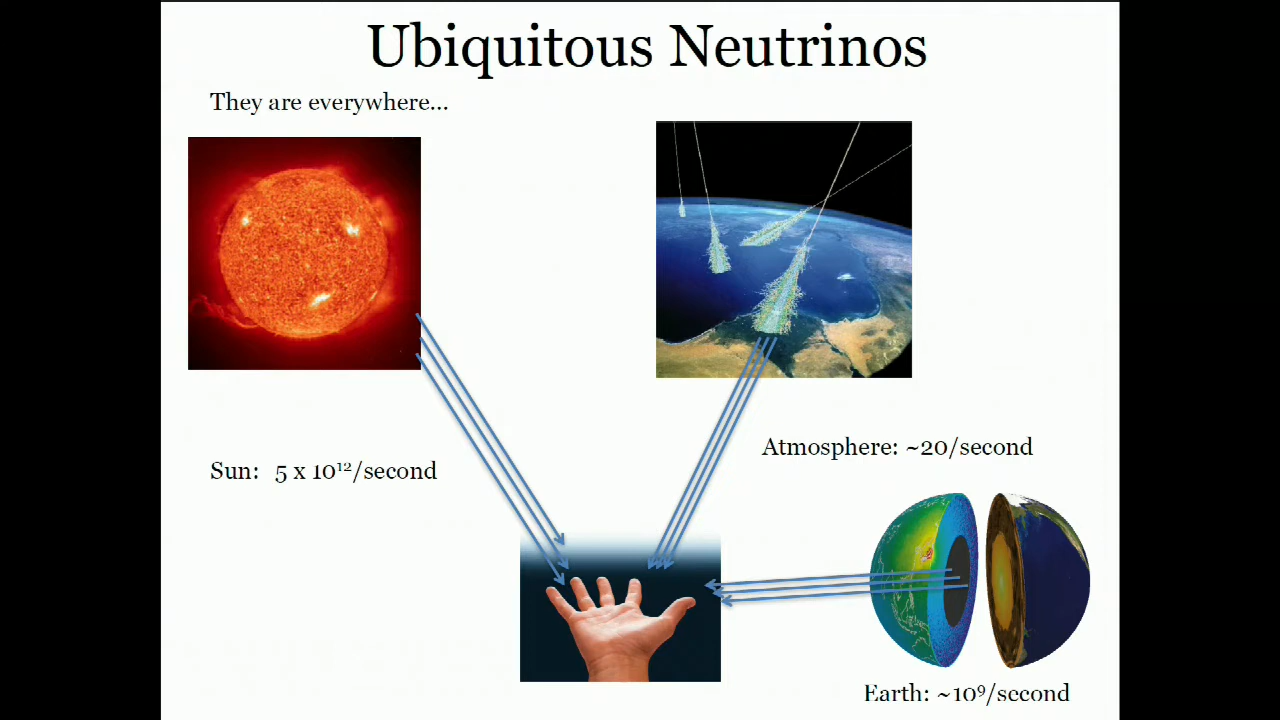 Ubiquitous Neutrinos
They are everywhere...
Atmosphere: ~20/second
Sun: 5 x 10¹²/second
Earth: ~10⁹/second